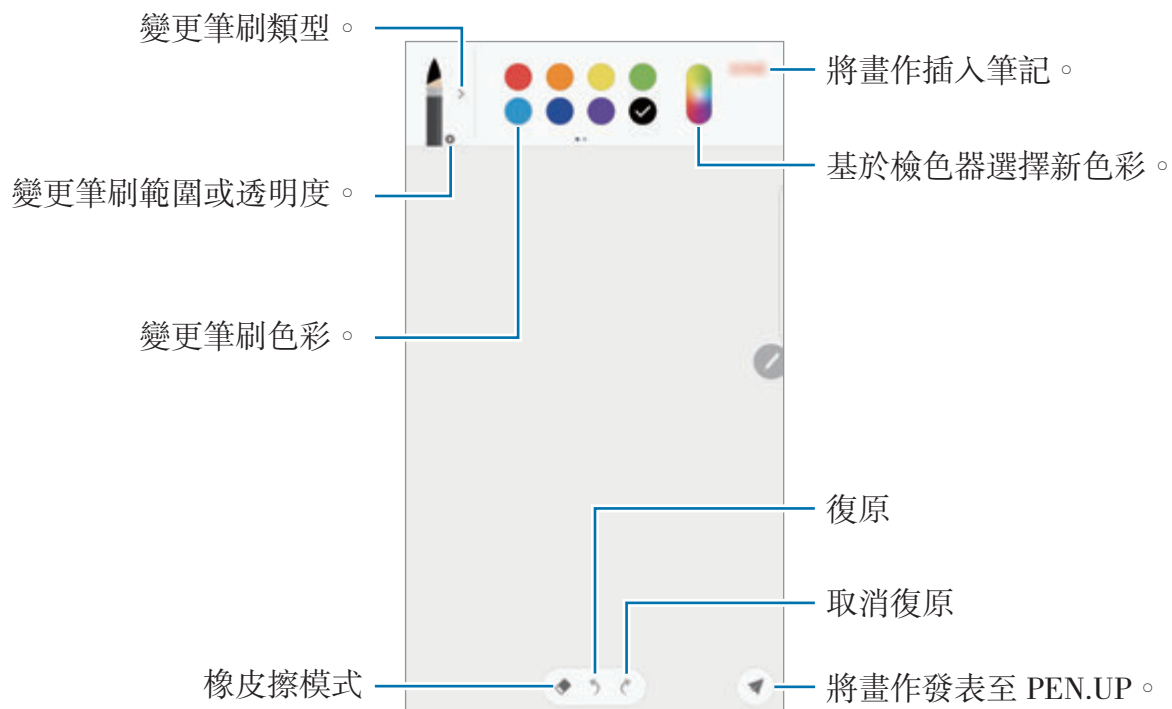 變更筆刷類型。
將畫作插入筆記。
基於檢色器選擇新色彩。
變更筆刷範圍或透明度。
變更筆刷色彩。
復原
取消復原
橡皮擦模式
將畫作發表至 PEN.UP。